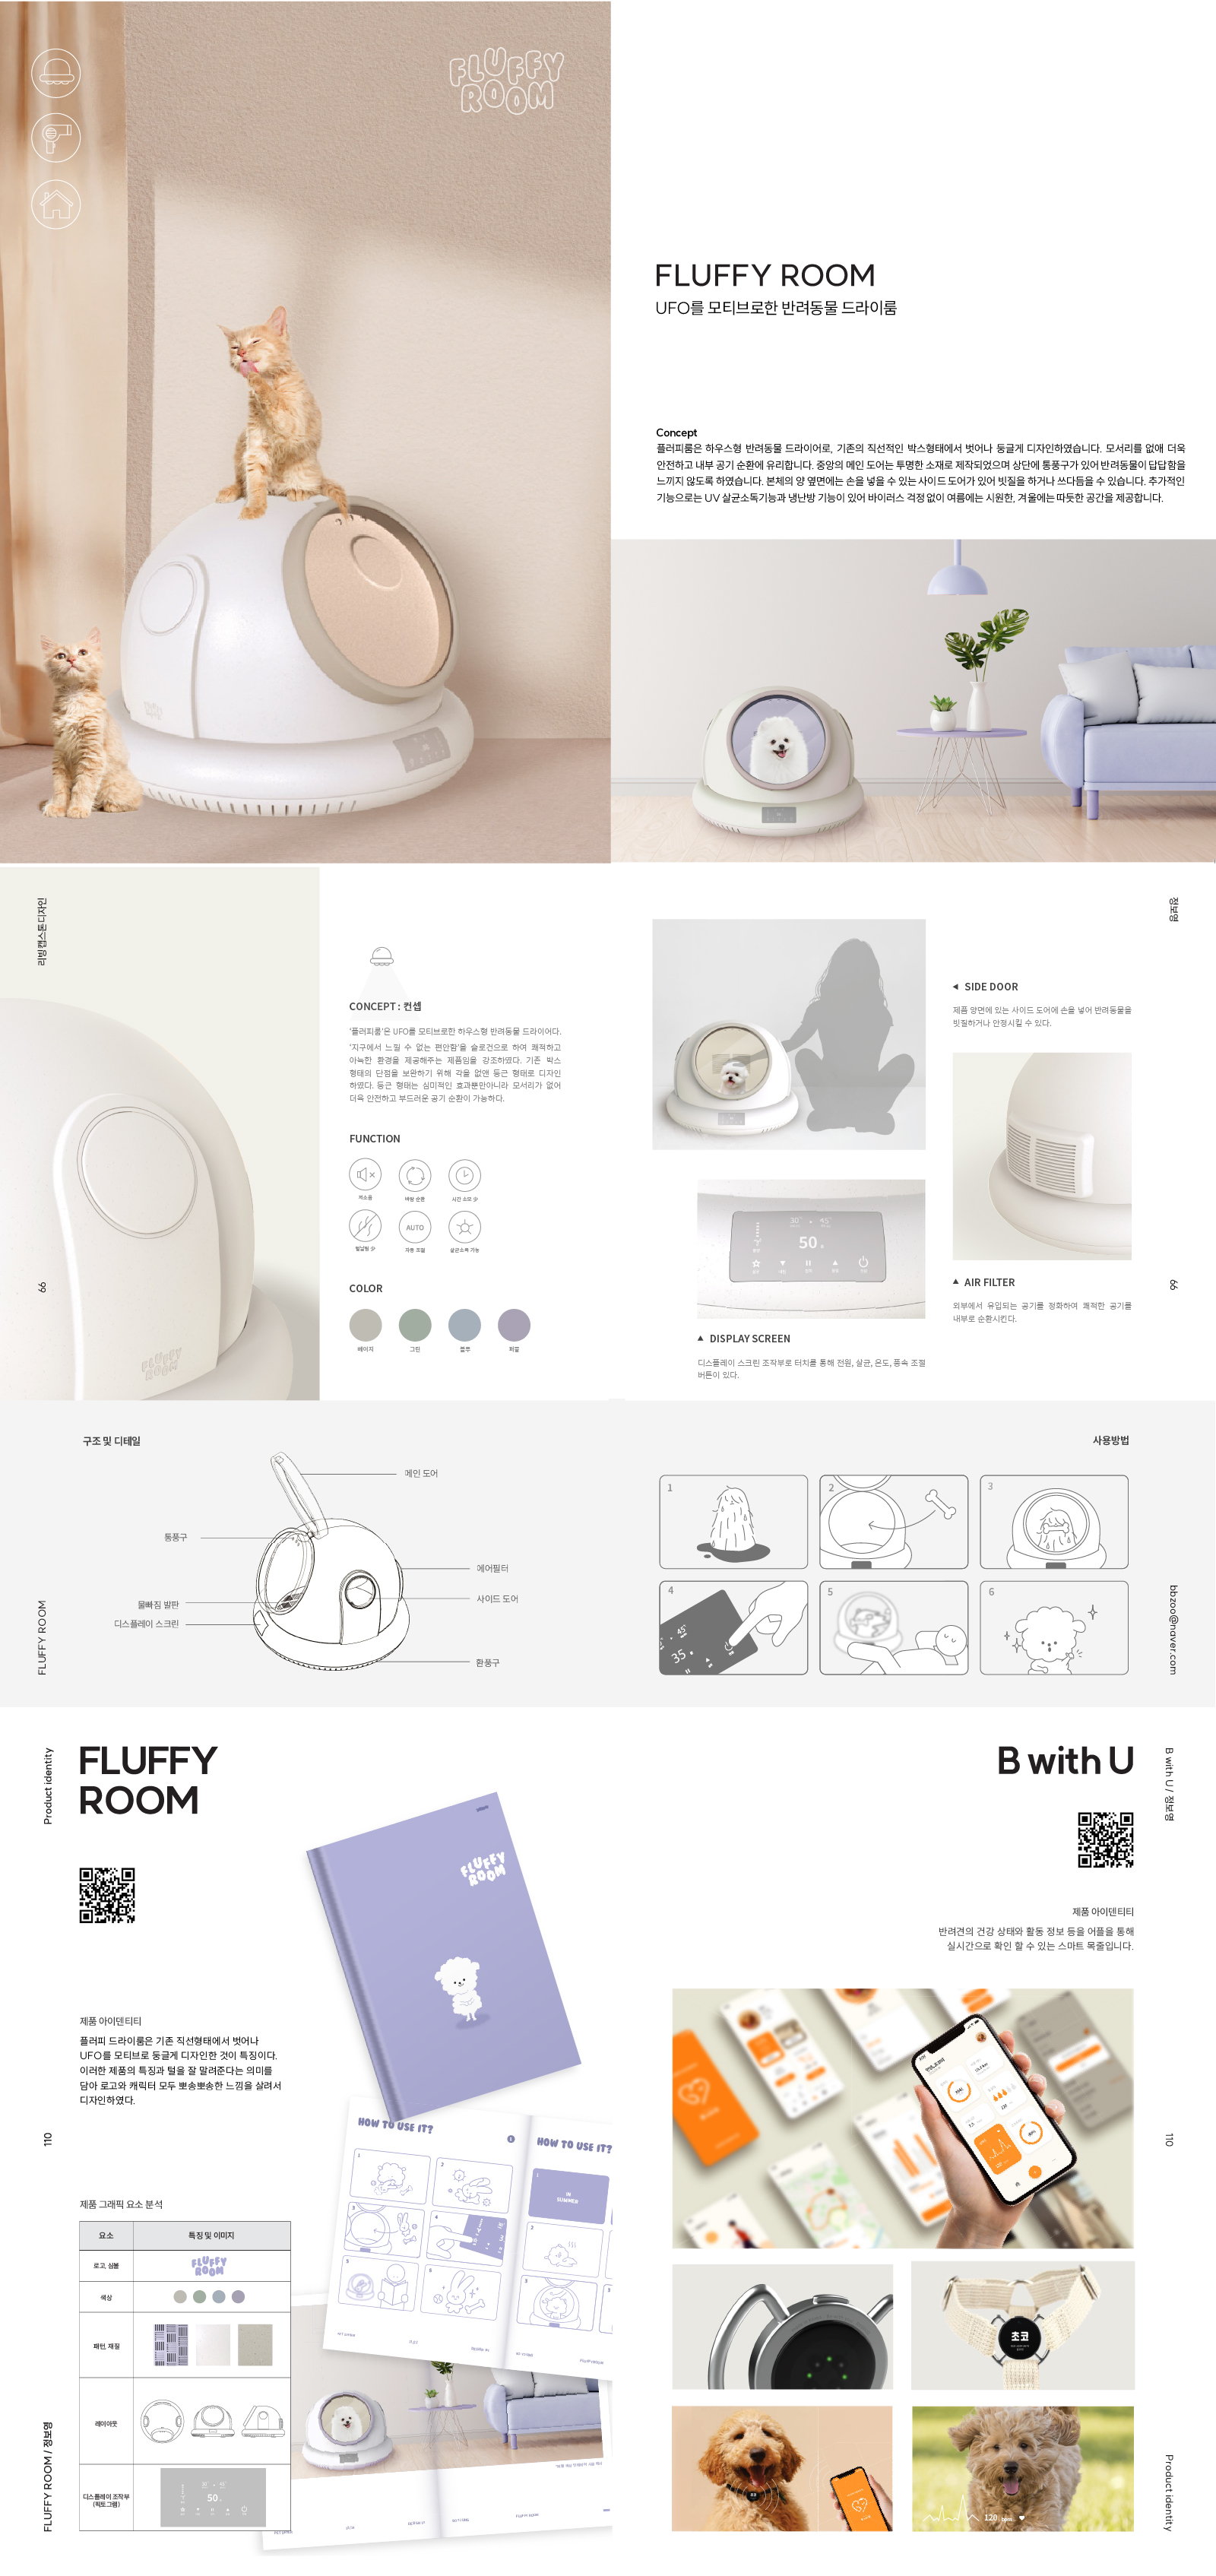 FLUFFY
ROOM
FLUFFY ROOM
UFO를 모티브로한 반려동물 드라이룸
Concept
플러피룸은 하우스형 반려동물 드라이어로, 기존의 직선적인 박스형태에서 벗어나 둥글게 디자인하였습니다. 모서리를 없애 더욱
안전하고 내부 공기 순환에 유리합니다. 중앙의 메인 도어는 투명한 소재로 제작되었으며 상단에 통풍구가 있어 반려동물이 답답함을
느끼지 않도록 하였습니다. 본체의 양 옆면에는 손을 넣을 수 있는 사이드 도어가 있어 빗질을 하거나 쓰다듬을 수 있습니다. 추가적인
기능으로는 UV 살균소독기능과 냉난방 기능이 있어 바이러스 걱정 없이 여름에는 시원한, 겨울에는 따듯한 공간을 제공합니다.
리빙캡스톤디자인
66
FLUFFY
ROOM
CONCEPT : 컨셉
'플러피룸'은 UFO를 모티브로한 하우스형 반려동물 드라이어다.
'지구에서 느낄 수 없는 편안함'을 슬로건으로 하여 쾌적하고
아늑한 환경을 제공해주는 제품임을 강조하였다. 기존 박스
형태의 단점을 보완하기 위해 각을 없앤 둥근 형태로 디자인
하였다. 둥근 형태는 심미적인 효과뿐만아니라 모서리가 없어
더욱 안전하고 부드러운 공기 순환이 가능하다.
FUNCTION
저소음
바람 순환
시간 소모 少
AUTO
털날림 少
자동 조절
살균소독 가능
COLOR
베이지
그린
블루
퍼플
정보영
◀ SIDE DOOR
제품 양면에 있는 사이드 도어에 손을 넣어 반려동물을
빗질하거나 안정시킬 수 있다.
50
▲ AIR FILTER
외부에서 유입되는 공기를 정화하여 쾌적한 공기를
내부로 순환시킨다.
66
▲ DISPLAY SCREEN
디스플레이 스크린 조작부로 터치를 통해 전원, 살균, 온도, 풍속 조절
버튼이 있다.
구조 및 디테일
메인 도어
통풍구
에어필터
물빠짐 발판
사이드 도어
디스플레이 스크린
환풍구
FLUFFY ROOM
사용방법
1
2
3
4
45°
35
5
6
bbzoo@naver.com
Product identity
FLUFFY
ROOM
FLUFFY
ROOM
제품 아이덴티티
플러피 드라이룸은 기존 직선형태에서 벗어나
UFO를 모티브로 둥글게 디자인한 것이 특징이다.
이러한 제품의 특징과 털을 잘 말려준다는 의미를
담아 로고와 캐릭터 모두 뽀송뽀송한 느낌을 살려서
디자인하였다.
110
HOW TO USE IT?
HOW TO USE IT?
1
2
3
4
5
6
1
IN
SUMMER
2
3
제품 그래픽 요소 분석
요소
특징 및 이미지
로고, 심볼
FLUFFY
ROOM
색상
패턴, 재질
레이아웃
디스플레이 조작부
(픽토그램)
50
FLUFFY ROOM / 정보영
B with U
B with U / 정보영
제품 아이덴티티
반려견의 건강 상태와 활동 정보 등을 어플을 통해
실시간으로 확인 할 수 있는 스마트 목줄입니다.
110
초코
120 bpm
Product identity